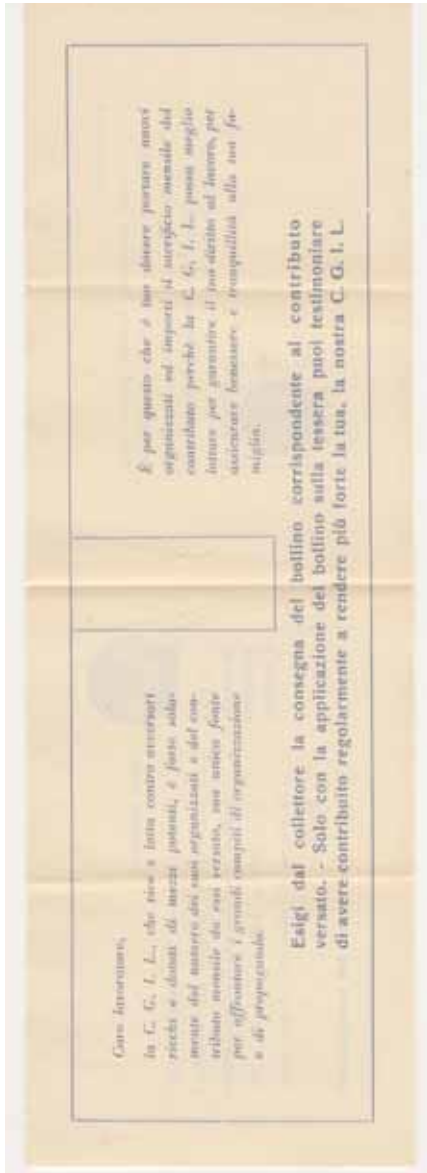 Caro lavoratore,
la C. G. I. L., che vive e lotta contro avversari
ricchi e dotati di mezzi potenti, è forte sola-
mente del numero dei suoi organizzati e del con-
tributo mensile da essi versato, sua unica fonte
per affrontare i grandi compiti di organizzazione
e di propaganda.
È per questo che è tuo dovere portare nuovi
organizzati ed importi il sacrificio mensile del
contributo perchè la C. G. I. L. possa meglio
lottare per garantire il tuo diritto al lavoro, per
assicurare benessere e tranquillità alla tua fa-
miglia.
Esigi dal collettore la consegna del bollino corrispondente al contributo
versato. - Solo con la applicazione del bollino sulla tessera puoi testimoniare
di avere contribuito regolarmente a rendere più forte la tua, la nostra C. G. I. L.